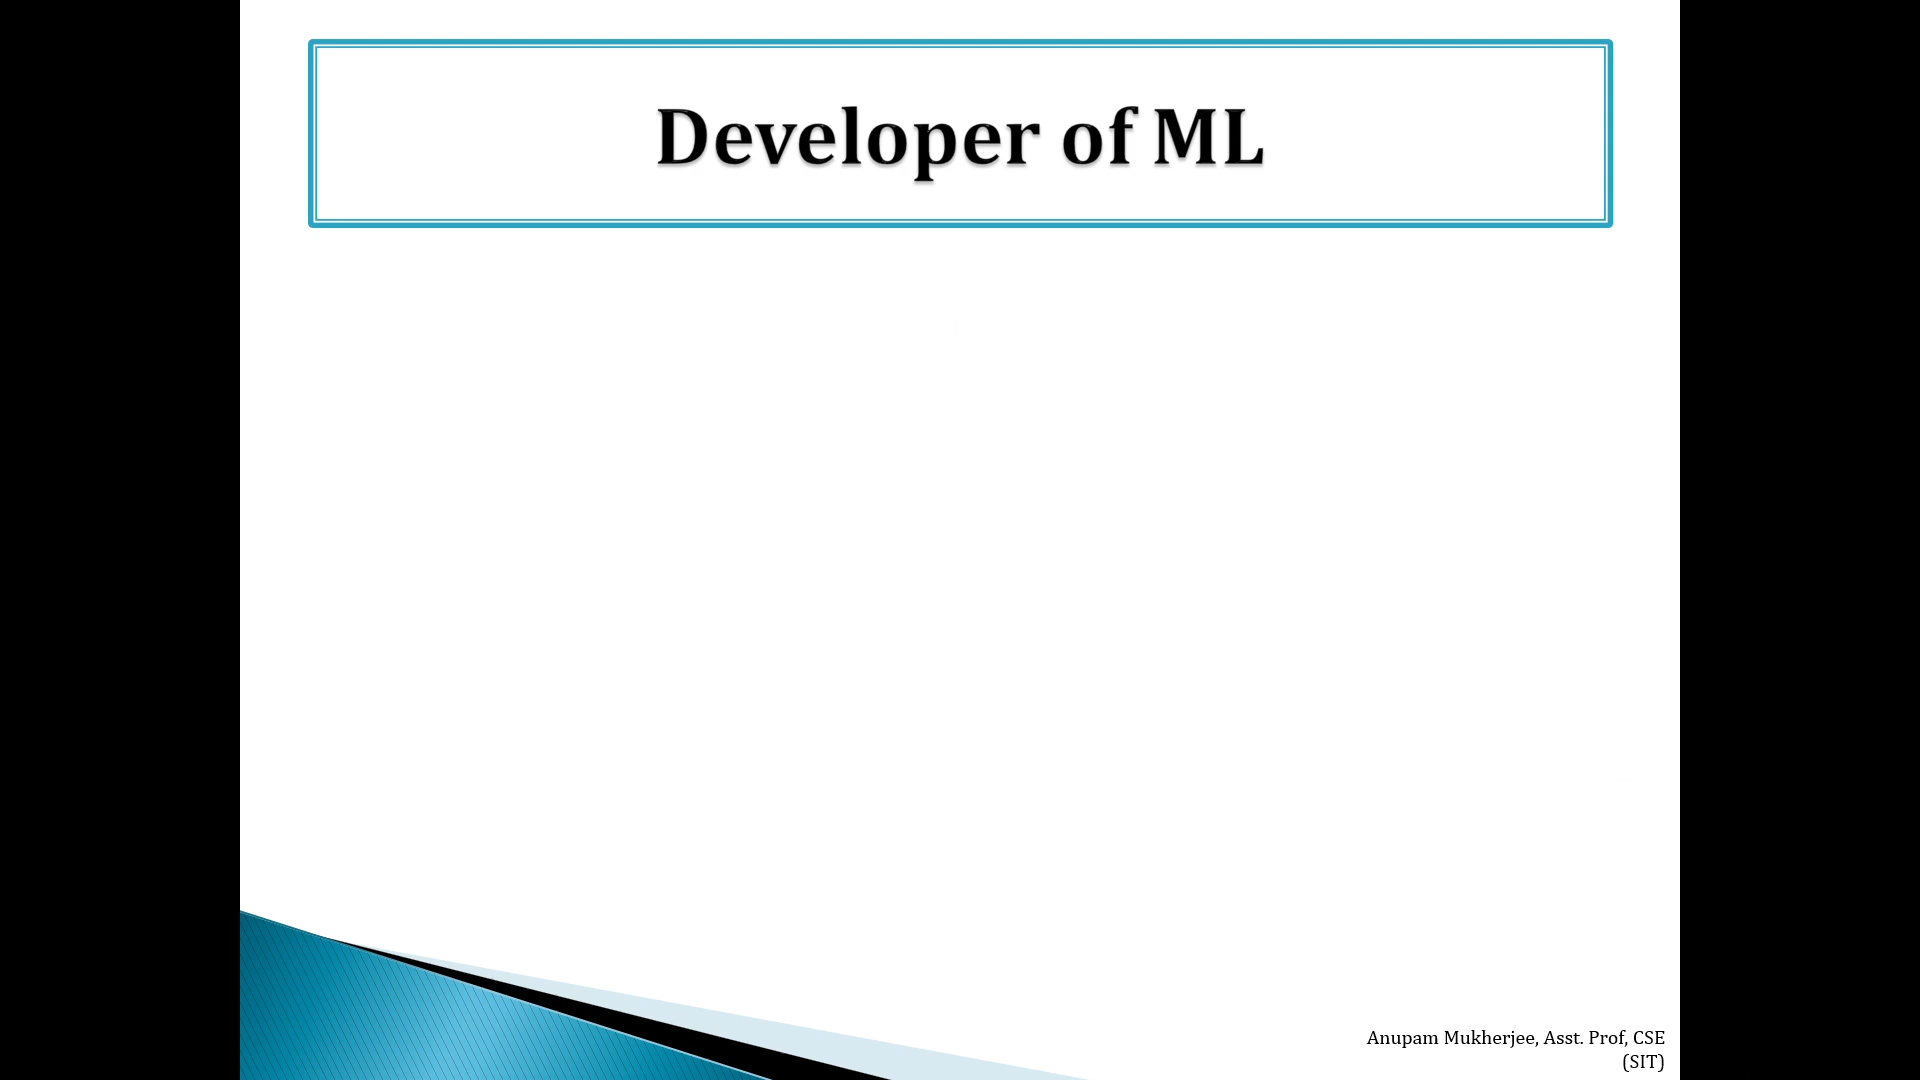 Developer of ML
Anupam Mukherjee, Asst. Prof, CSE
(SIT)